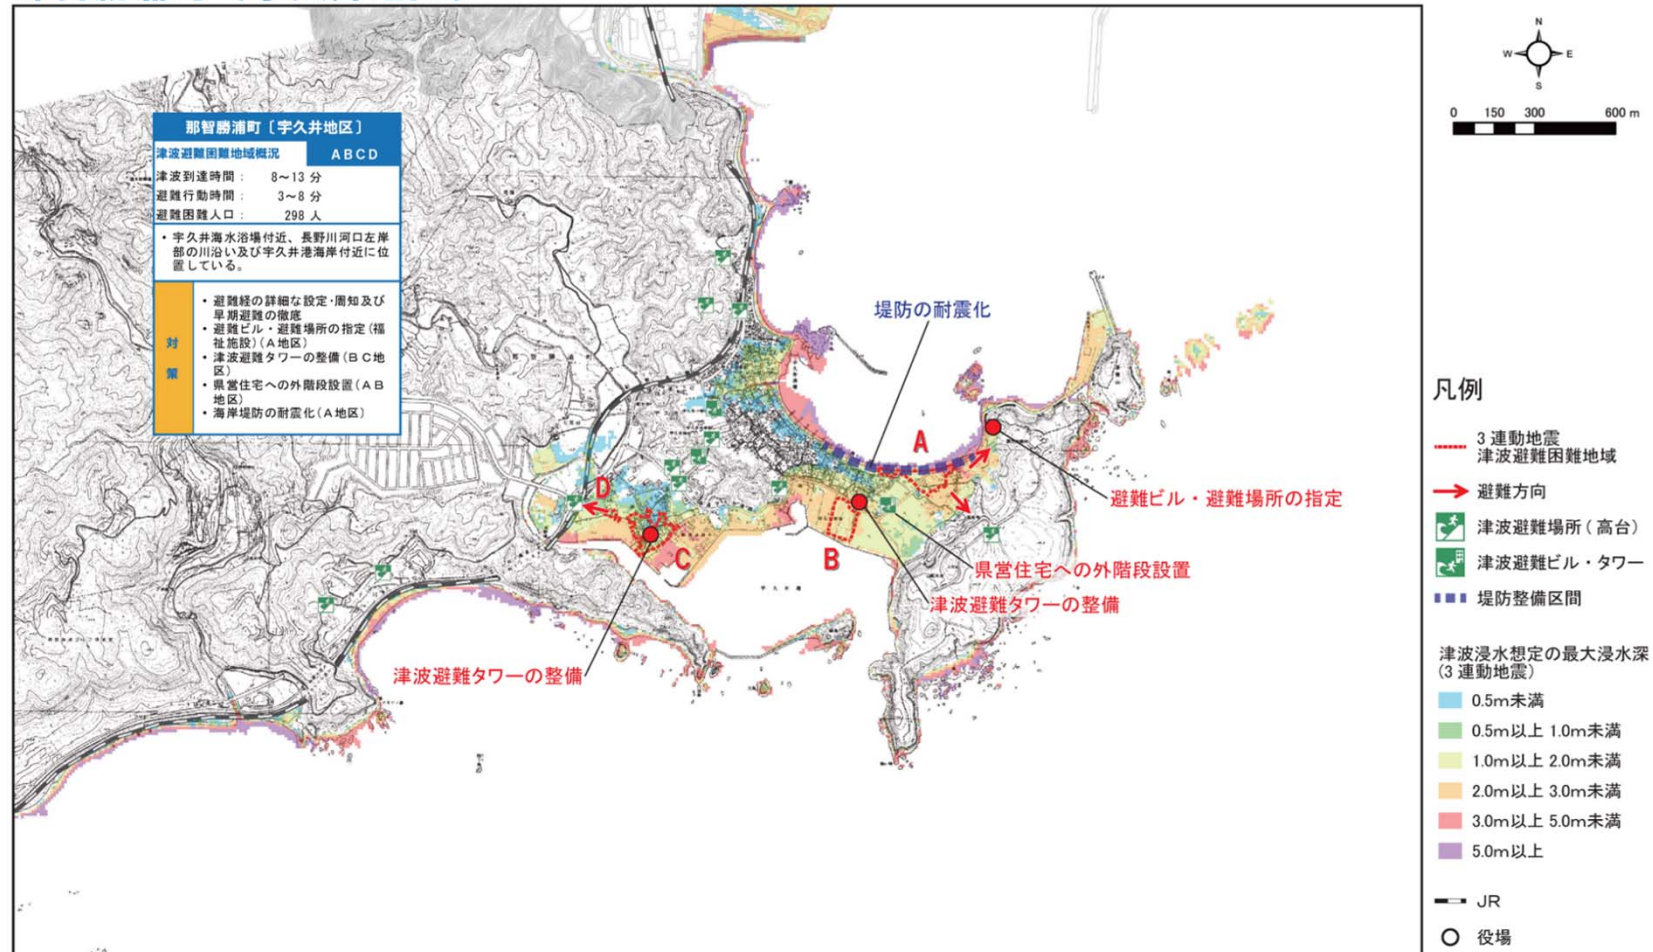 那智勝浦町〔宇久井地区〕
津波避難困難地域概況
ABCD
津波到達時間： 8～13 分
避難行動時間： 3～8 分
避難困難人口： 298 人
・宇久井海水浴場付近、長野川河口左岸
部の川沿い及び宇久井港海岸付近に位
置している。
対
策
・避難経の詳細な設定・周知及び
早期避難の徹底
・避難ビル・避難場所の指定（福
祉施設）（A地区）
・津波避難タワーの整備（BC地
区）
・県営住宅への外階段設置（AB
地区）
・海岸堤防の耐震化（A地区）
堤防の耐震化
A
避難ビル・避難場所の指定
D
C
B
県営住宅への外階段設置
津波避難タワーの整備
津波避難タワーの整備
N
W
E
S
0 150 300 600 m
凡例
3 連動地震
津波避難困難地域
避難方向
津波避難場所（高台）
津波避難ビル・タワー
堤防整備区間
津波浸水想定の最大浸水深
(3 連動地震)
0.5m未満
0.5m以上 1.0m未満
1.0m以上 2.0m未満
2.0m以上 3.0m未満
3.0m以上 5.0m未満
5.0m以上
JR
役場